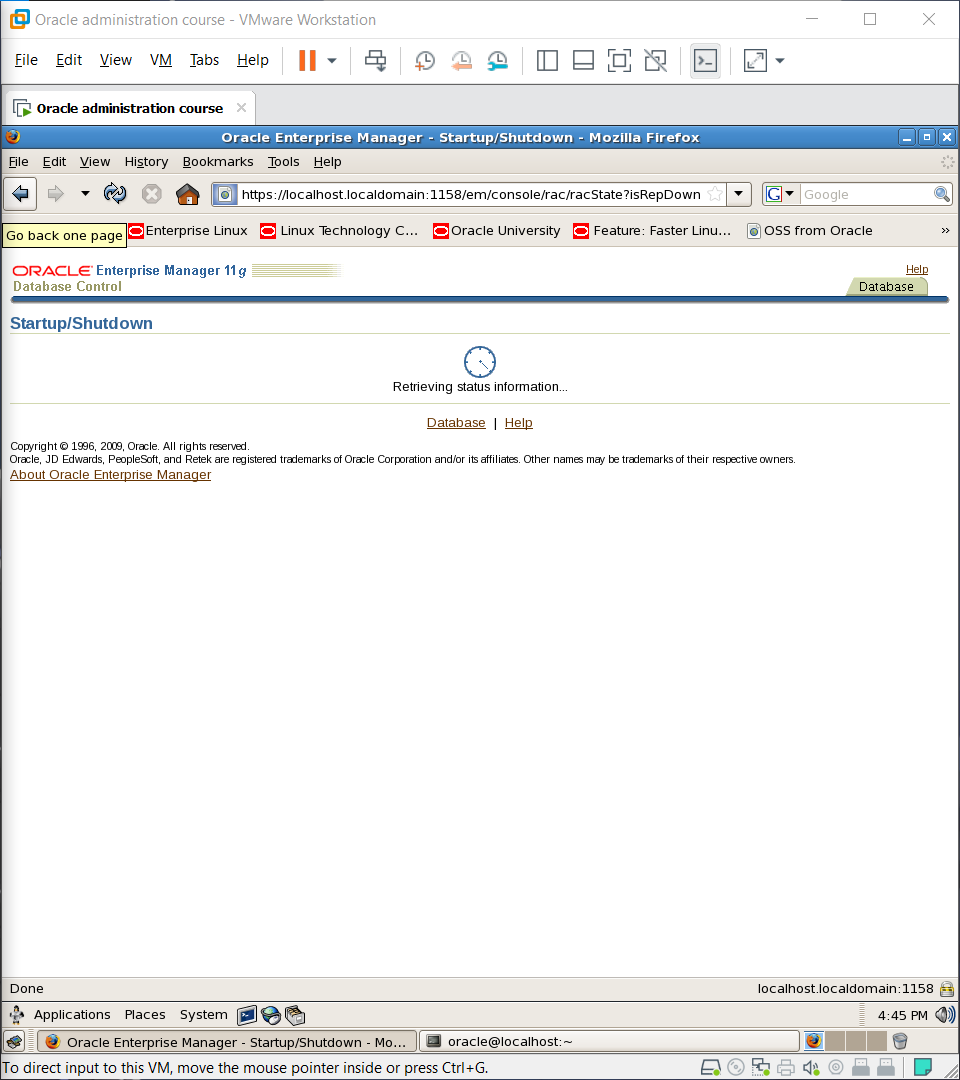 Oracle administration course - VMware Workstation
File Edit View VM Tabs Help
Oracle administration course
Oracle Enterprise Manager - Startup/Shutdown - Mozilla Firefox
File Edit View History Bookmarks Tools Help
https://localhost.localdomain:1158/em/console/rac/racState?isRepDown
G Google
Go back one page Enterprise Linux Linux Technology C... Oracle University Feature: Faster Linu... OSS from Oracle »
ORACLE Enterprise Manager 11g
Help
Database Control
Database
Startup/Shutdown
Retrieving status information...
Database | Help
Copyright © 1996, 2009, Oracle. All rights reserved.
Oracle, JD Edwards, PeopleSoft, and Retek are registered trademarks of Oracle Corporation and/or its affiliates. Other names may be trademarks of their respective owners.
About Oracle Enterprise Manager
Done localhost.localdomain:1158
Applications Places System 4:45 PM
Oracle Enterprise Manager - Startup/Shutdown - Mo... oracle@localhost:~
To direct input to this VM, move the mouse pointer inside or press Ctrl+G.